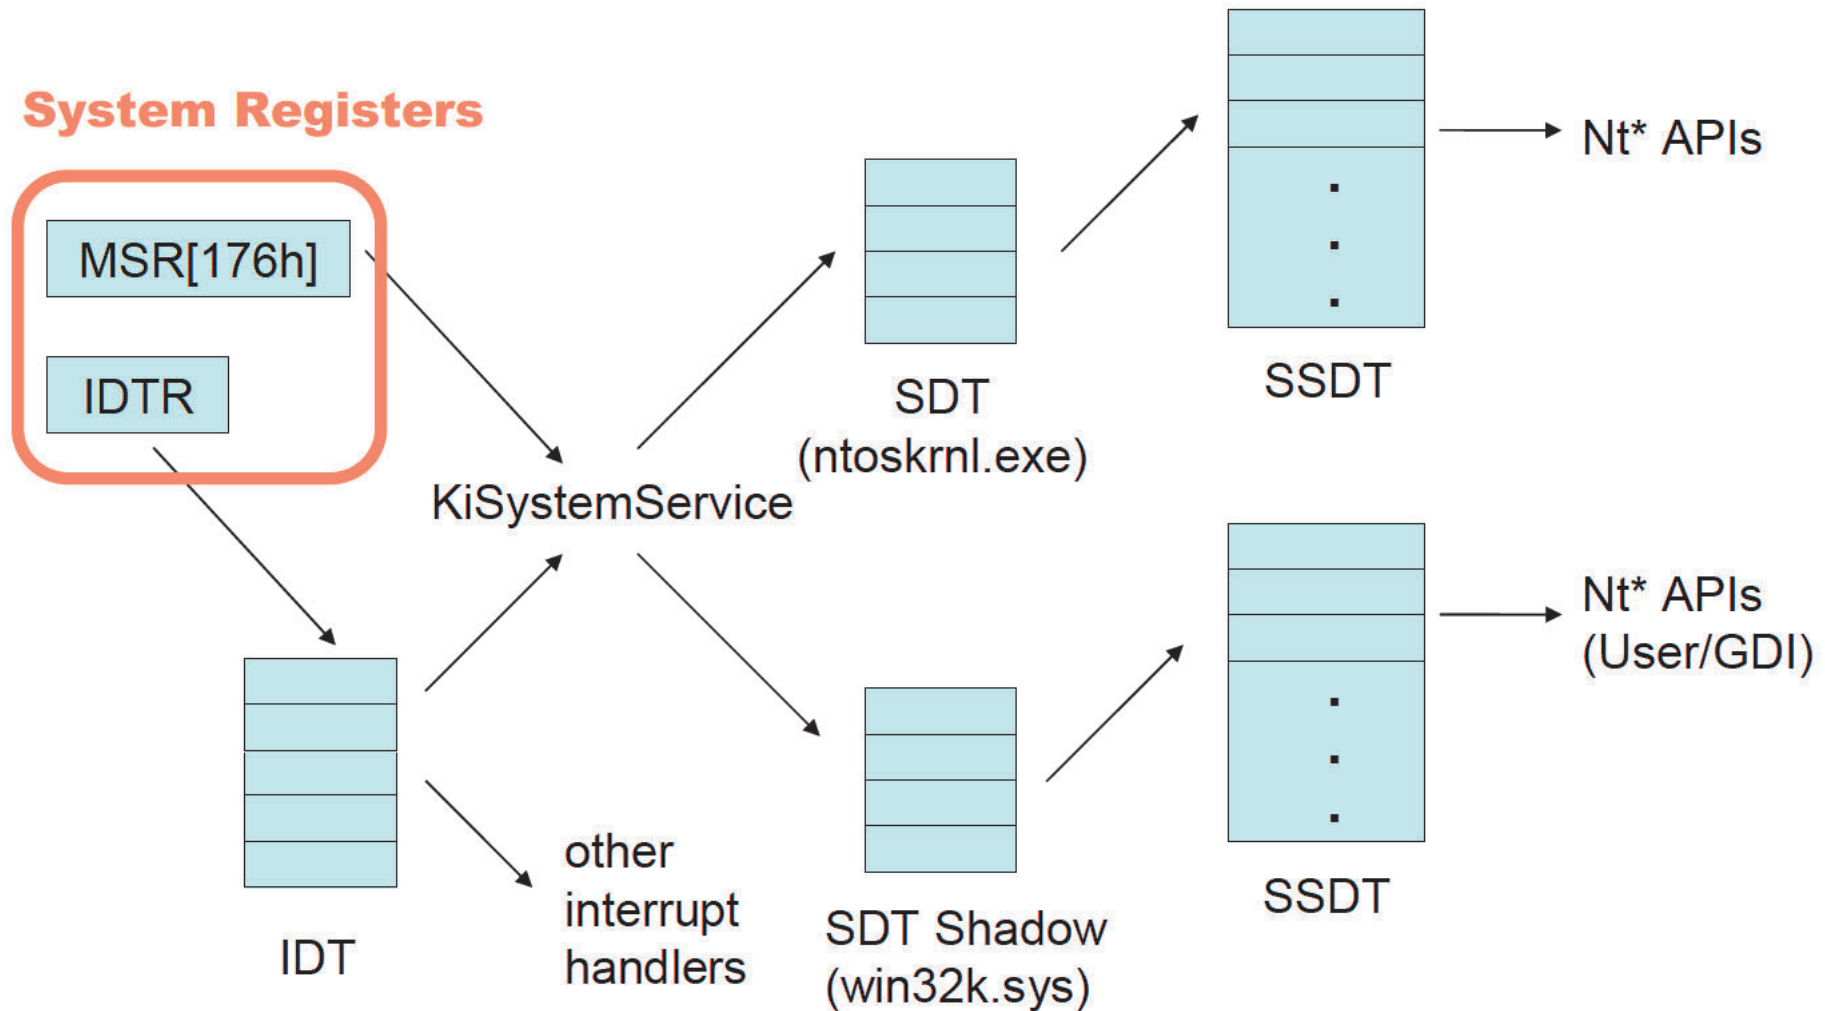 System Registers
MSR[176h]
IDTR
IDT
KiSystemService
other
interrupt
handlers
SDT
(ntoskrnl.exe)
SDT Shadow
(win32k.sys)
SSDT
Nt* APIs
SSDT
Nt* APIs
(User/GDI)